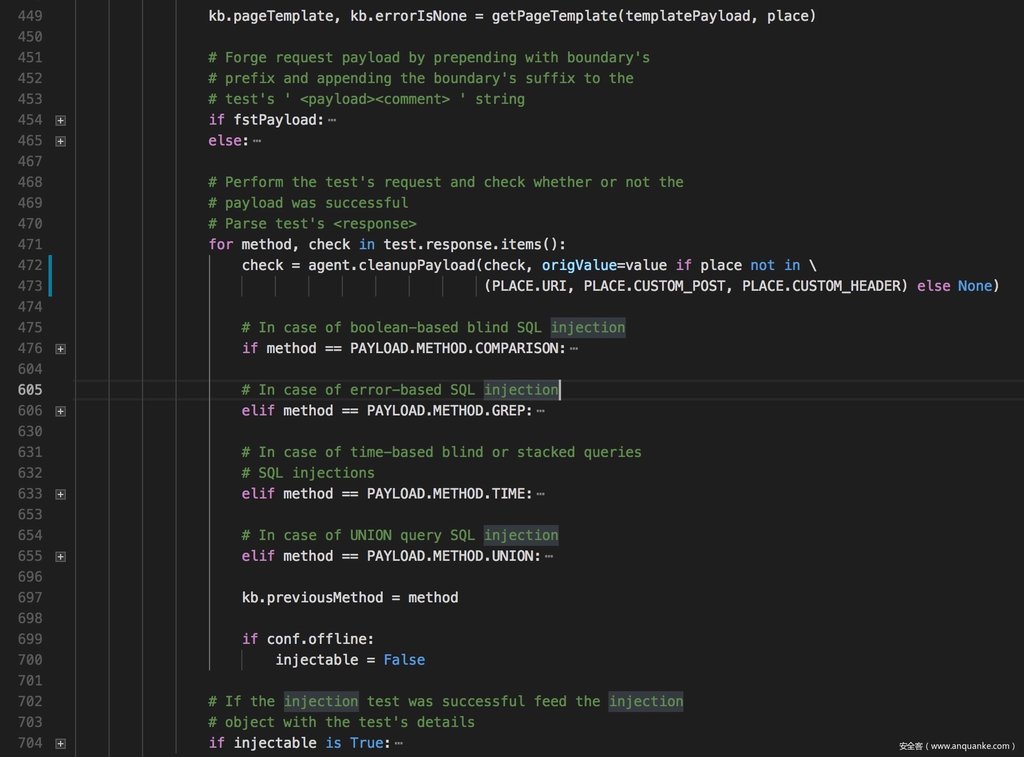 449 kb.pageTemplate, kb.errorIsNone = getPageTemplate(templatePayload, place)
450
451 # Forge request payload by prepending with boundary's
452 # prefix and appending the boundary's suffix to the
453 # test's ' <payload><comment> ' string
454 if fstPayload:⋯
465 else:⋯
467
468 # Perform the test's request and check whether or not the
469 # payload was successful
470 # Parse test's <response>
471 for method, check in test.response.items():
472 check = agent.cleanupPayload(check, origValue=value if place not in \
473 (PLACE.URI, PLACE.CUSTOM_POST, PLACE.CUSTOM_HEADER) else None)
474
475 # In case of boolean-based blind SQL injection
476 if method == PAYLOAD.METHOD.COMPARISON:⋯
604
605 # In case of error-based SQL injection
606 elif method == PAYLOAD.METHOD.GREP:⋯
630
631 # In case of time-based blind or stacked queries
632 # SQL injections
633 elif method == PAYLOAD.METHOD.TIME:⋯
653
654 # In case of UNION query SQL injection
655 elif method == PAYLOAD.METHOD.UNION:⋯
696
697 kb.previousMethod = method
698
699 if conf.offline:
700 injectable = False
701
702 # If the injection test was successful feed the injection
703 # object with the test's details
704 if injectable is True:⋯
安全客（www.anquanke.com）